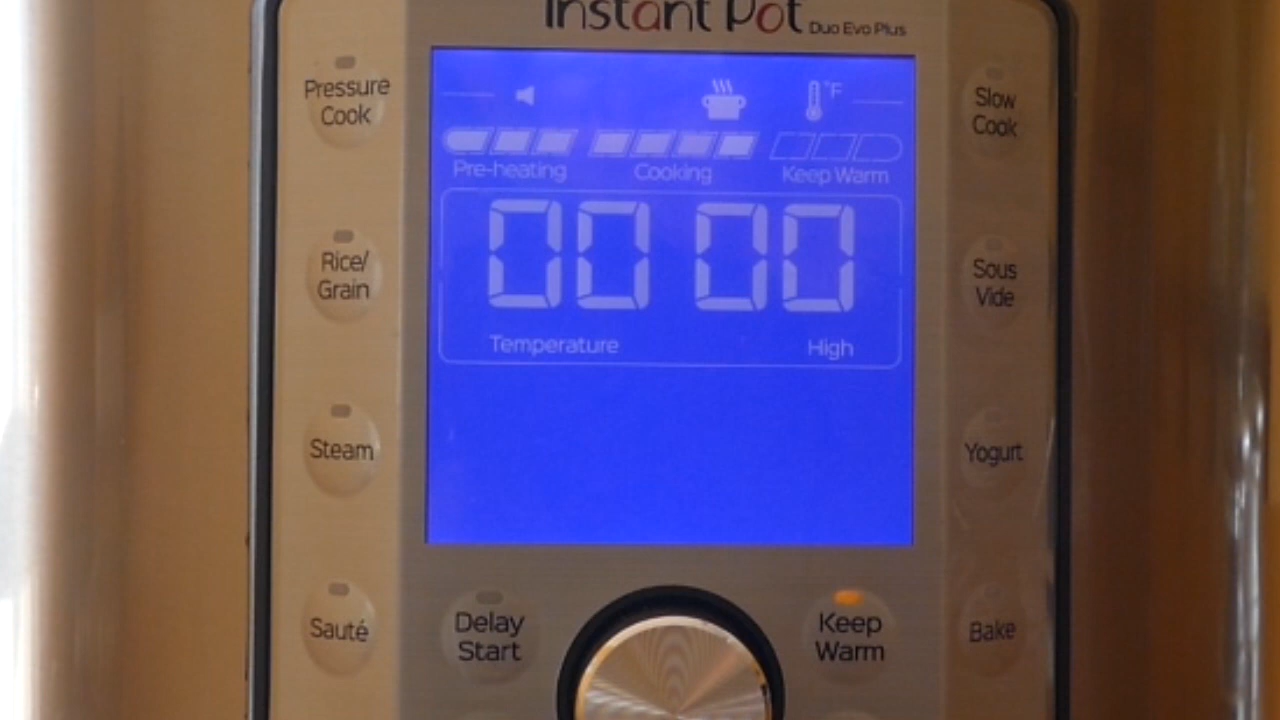 Instant Pot Duo Evo Plus
Pressure
Cook
Rice/
Grain
Steam
Sauté
°F
Pre-heating Cooking Keep Warm
00 00
Temperature High
Delay
Start
Keep
Warm
Slow
Cook
Sous
Vide
Yogurt
Bake